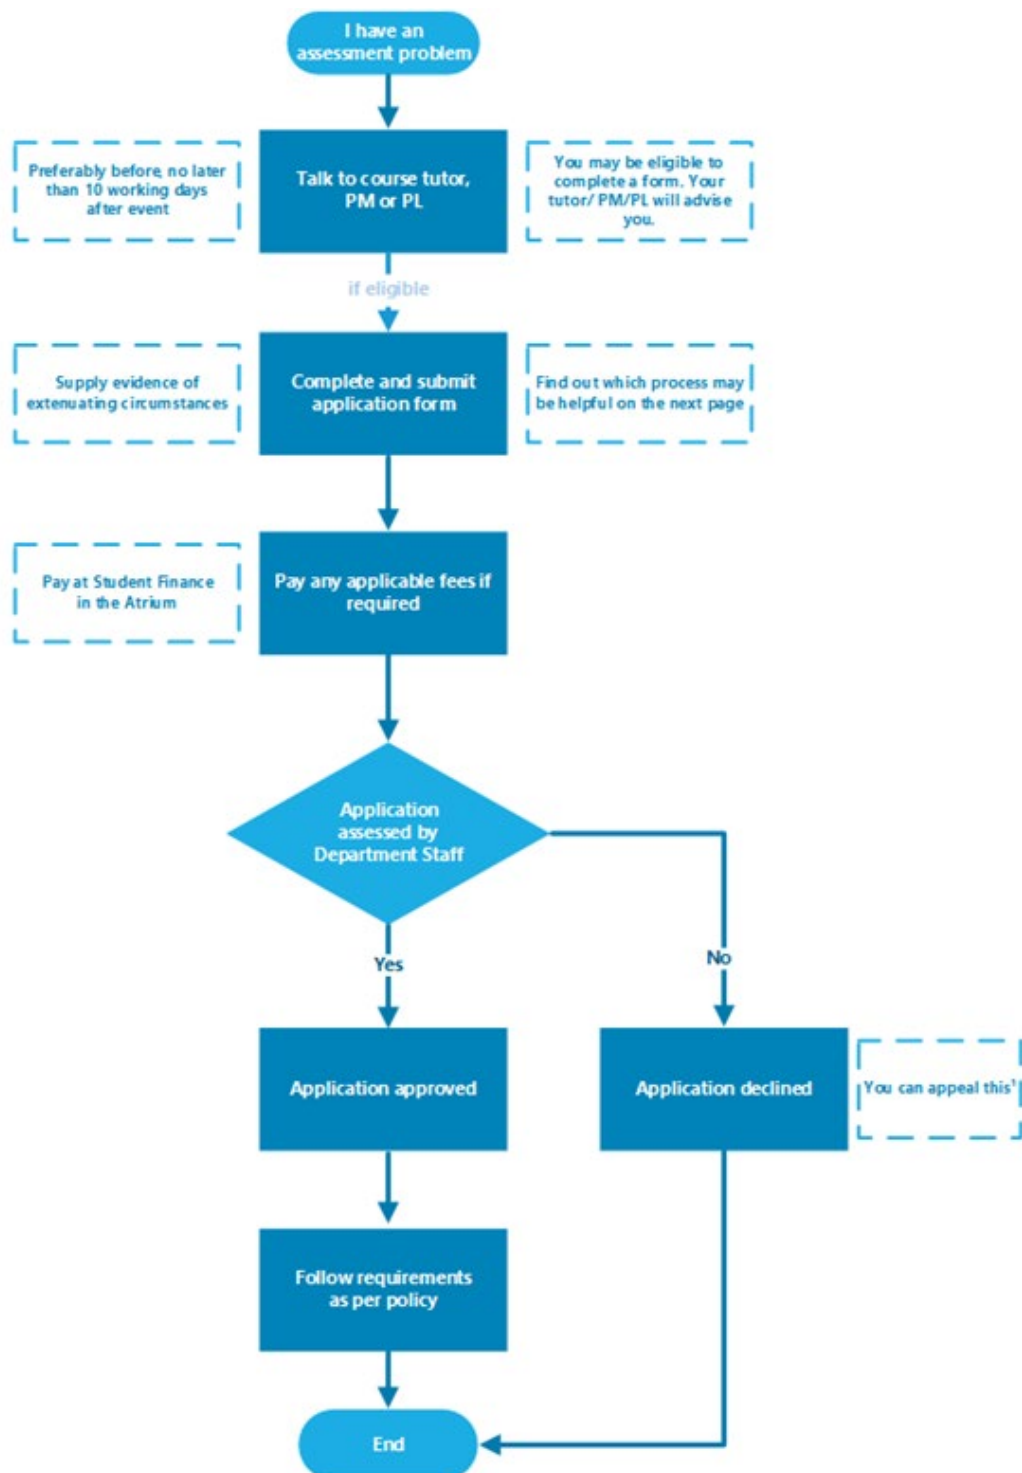 I have an
assessment problem
Preferably before, no later
than 10 working days
after event
Talk to course tutor,
PM or PL
You may be eligible to
complete a form. Your
tutor/ PM/PL will advise
you.
if eligible
Supply evidence of
extenuating circumstances
Complete and submit
application form
Find out which process may
be helpful on the next page
Pay at Student Finance
in the Atrium
Pay any applicable fees if
required
Application
assessed by
Department Staff
Yes
No
Application approved
Application declined
You can appeal this¹
Follow requirements
as per policy
End